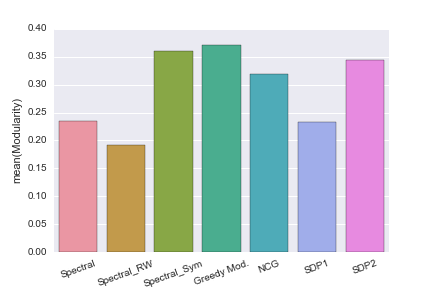 mean(Modularity)
0.40
0.35
0.30
0.25
0.20
0.15
0.10
0.05
0.00
Spectral
Spectral_RW
Spectral_Sym
Greedy Mod.
NCG
SDP1
SDP2